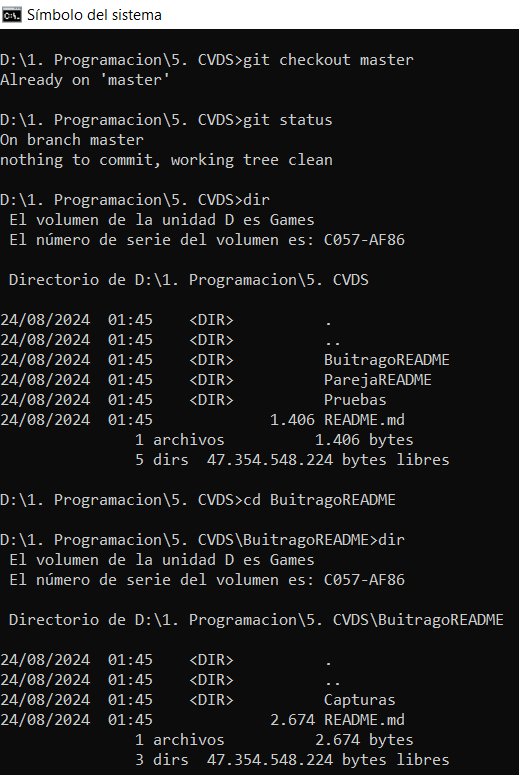 Símbolo del sistema
D:\1. Programacion\5. CVDS>git checkout master
Already on 'master'
D:\1. Programacion\5. CVDS>git status
On branch master
nothing to commit, working tree clean
D:\1. Programacion\5. CVDS>dir
 El volumen de la unidad D es Games
 El número de serie del volumen es: C057-AF86
 Directorio de D:\1. Programacion\5. CVDS
24/08/2024  01:45    <DIR>          .
24/08/2024  01:45    <DIR>          ..
24/08/2024  01:45    <DIR>          BuitragoREADME
24/08/2024  01:45    <DIR>          ParejaREADME
24/08/2024  01:45    <DIR>          Pruebas
24/08/2024  01:45             1.406 README.md
               1 archivos          1.406 bytes
               5 dirs  47.354.548.224 bytes libres
D:\1. Programacion\5. CVDS>cd BuitragoREADME
D:\1. Programacion\5. CVDS\BuitragoREADME>dir
 El volumen de la unidad D es Games
 El número de serie del volumen es: C057-AF86
 Directorio de D:\1. Programacion\5. CVDS\BuitragoREADME
24/08/2024  01:45    <DIR>          .
24/08/2024  01:45    <DIR>          ..
24/08/2024  01:45    <DIR>          Capturas
24/08/2024  01:45             2.674 README.md
               1 archivos          2.674 bytes
               3 dirs  47.354.548.224 bytes libres